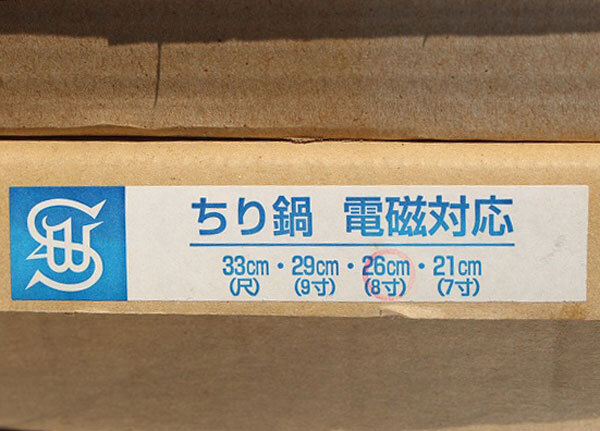 ちり鍋 電磁対応
33cm・29cm・26cm・21cm
(尺) (9寸) (8寸) (7寸)